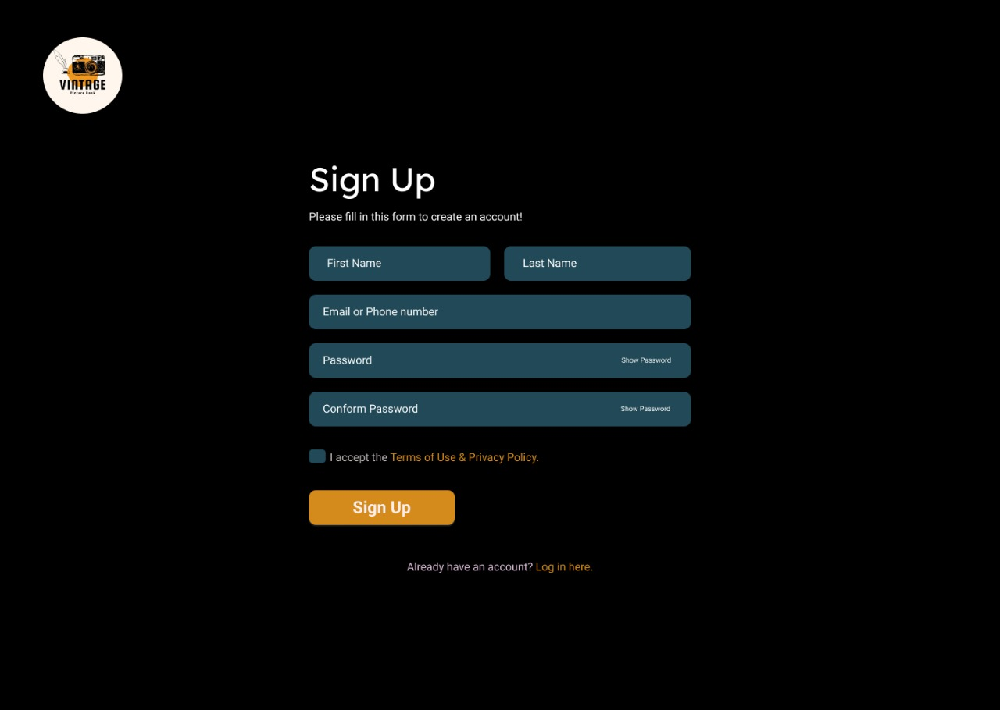 VINTAGE
Picture Book
Sign Up
Please fill in this form to create an account!
First Name
Last Name
Email or Phone number
Password
Show Password
Conform Password
Show Password
I accept the Terms of Use & Privacy Policy.
Sign Up
Already have an account? Log in here.